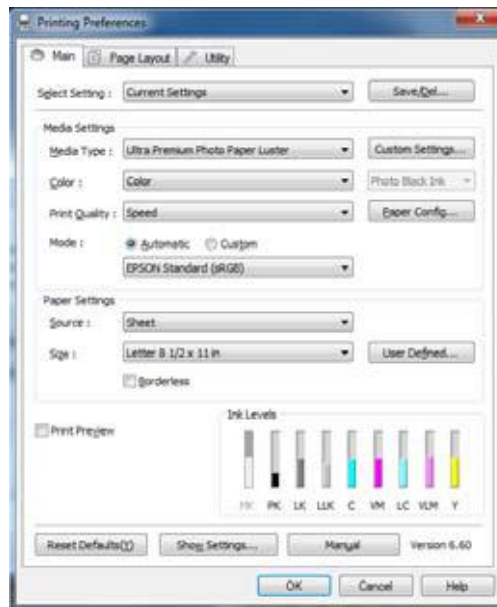 Printing Preferences
Main Page Layout Utility
Select Setting : Current Settings Save/Del...
Media Settings
Media Type : Ultra Premium Photo Paper Luster Custom Settings...
Color : Color Photo Black Ink
Print Quality : Speed Paper Config...
Mode : Automatic Custom
EPSON Standard (sRGB)
Paper Settings
Source : Sheet
Size : Letter 8 1/2 x 11 in User Defined...
Borderless
Print Preview
Ink Levels
MK PK LK LLK C VM LC VLM Y
Reset Defaults(Y) Show Settings... Manual Version 6.60
OK Cancel Help